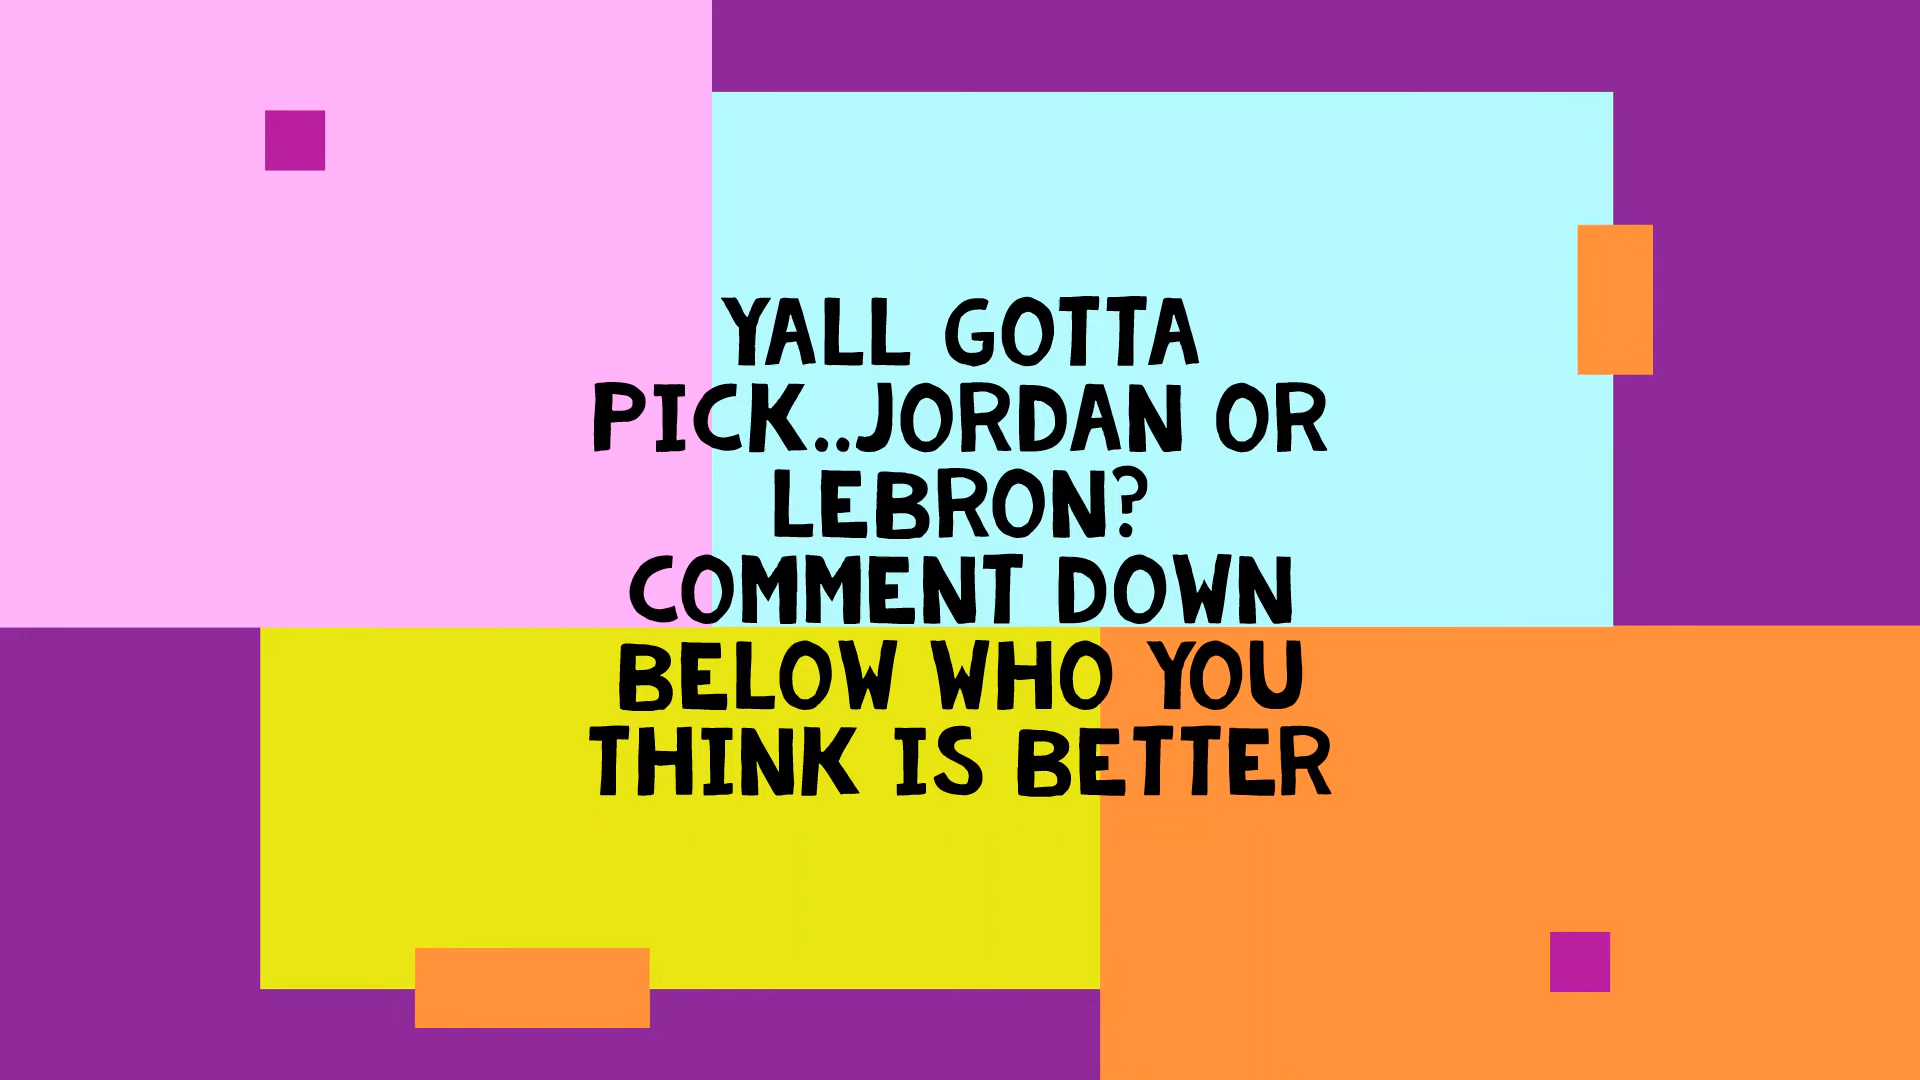 YALL GOTTA
PICK..JORDAN OR
LEBRON?
COMMENT DOWN
BELOW WHO YOU
THINK IS BETTER